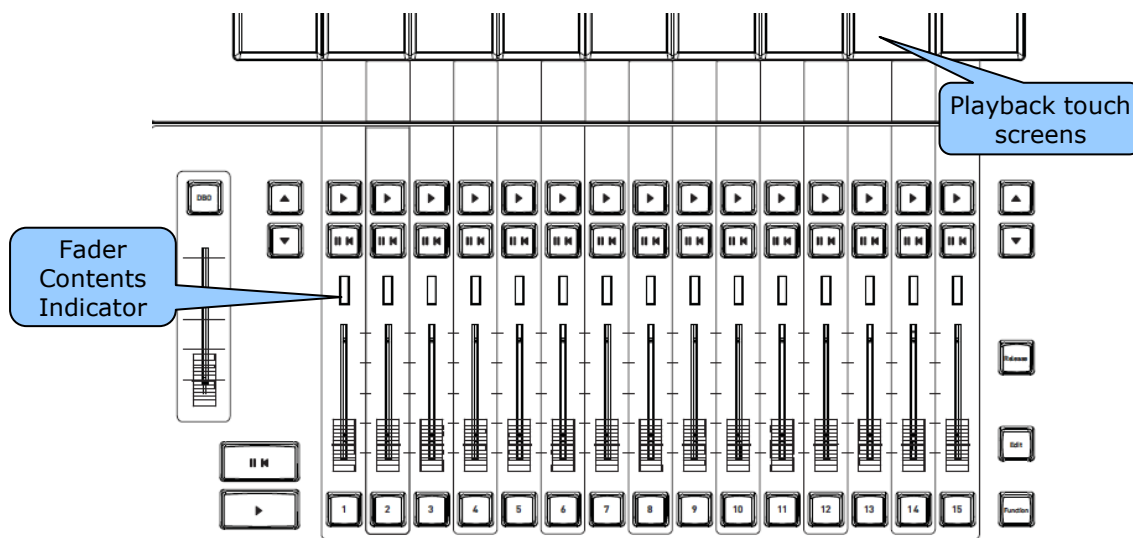 Playback touch
screens
DBO
Fader
Contents
Indicator
Release
Edit
1 2 3 4 5 6 7 8 9 10 11 12 13 14 15
Function